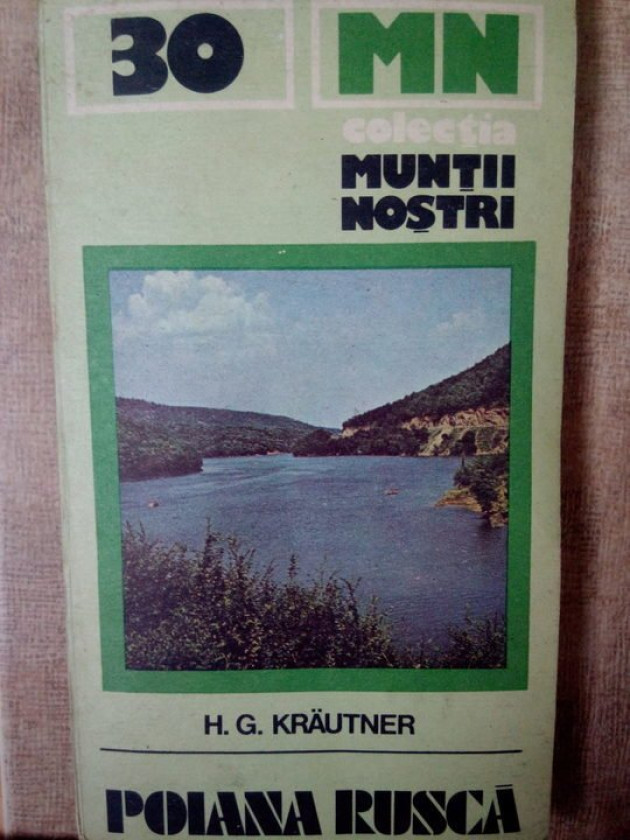 30
MN
colecția
MUNȚII
NOȘTRI
H. G. KRÄUTNER
POIANA RUSCĂ